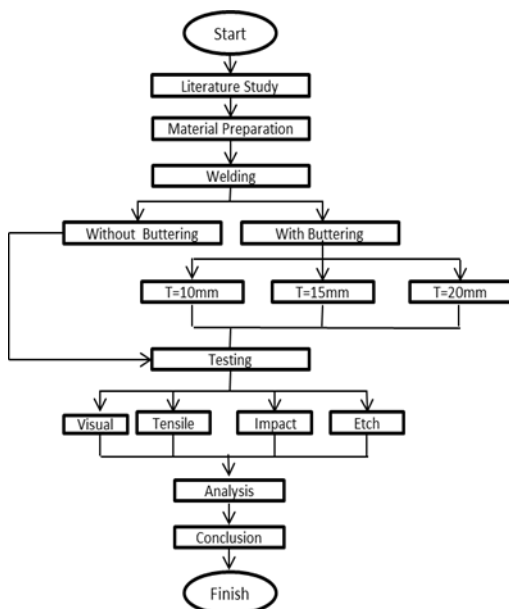 Start
Literature Study
Material Preparation
Welding
Without Buttering
With Buttering
T=10mm
T=15mm
T=20mm
Testing
Visual
Tensile
Impact
Etch
Analysis
Conclusion
Finish